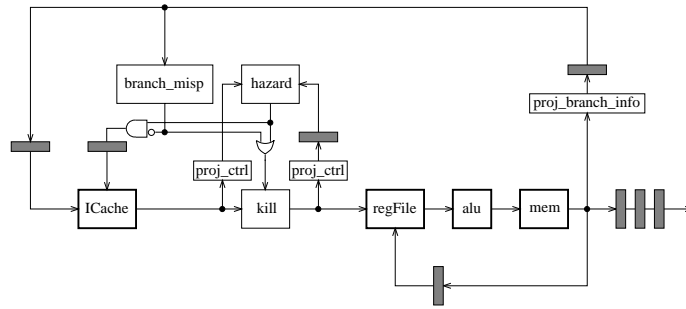 branch_misp
hazard
proj_branch_info
proj_ctrl
proj_ctrl
ICache
kill
regFile
alu
mem